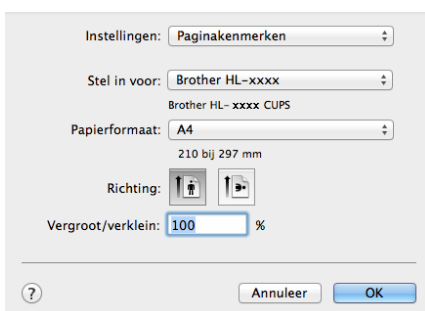 Instellingen: Paginakenmerken
Stel in voor: Brother HL-xxxx
Brother HL- xxxx CUPS
Papierformaat: A4
210 bij 297 mm
Richting:
Vergroot/verklein: 100 %
? Annuleer OK